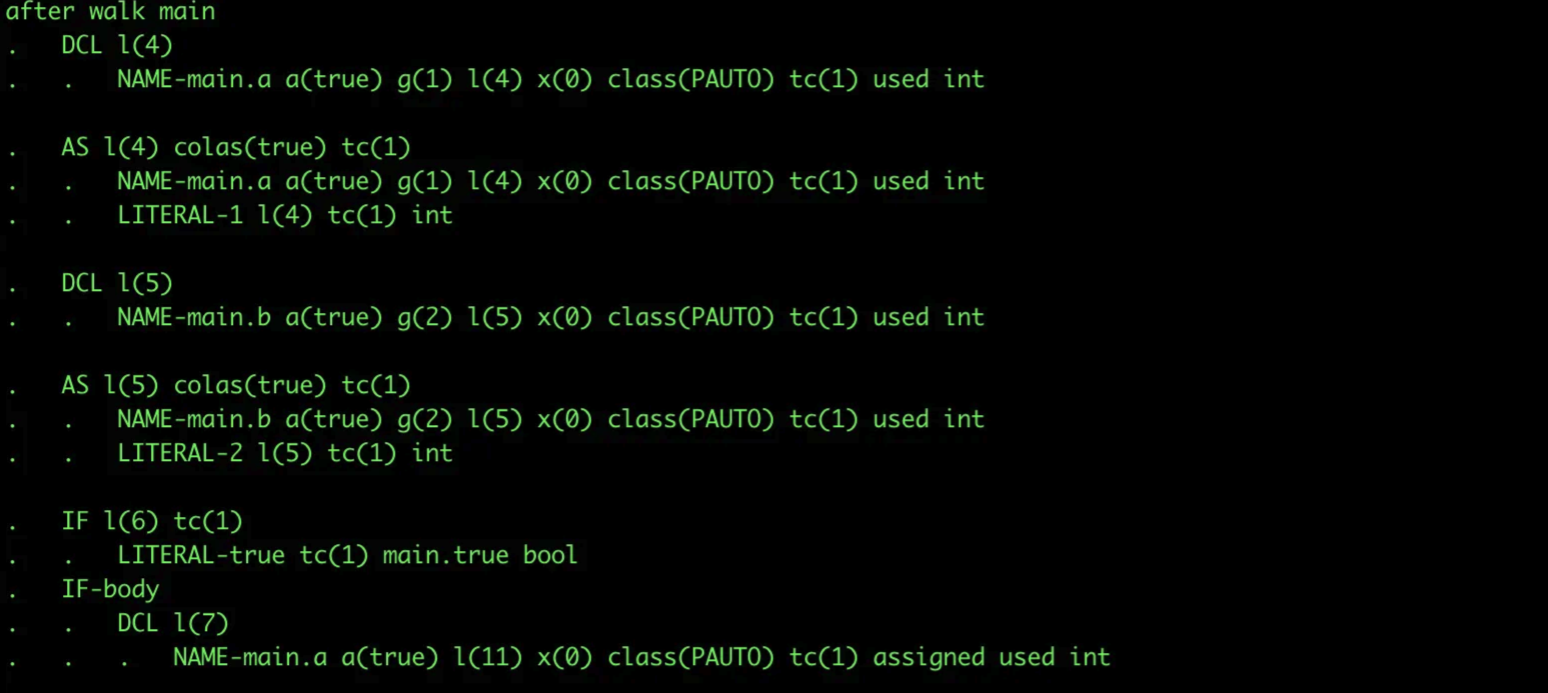 after walk main
.   DCL l(4)
.   .   NAME-main.a a(true) g(1) l(4) x(0) class(PAUTO) tc(1) used int
.   AS l(4) colas(true) tc(1)
.   .   NAME-main.a a(true) g(1) l(4) x(0) class(PAUTO) tc(1) used int
.   .   LITERAL-1 l(4) tc(1) int
.   DCL l(5)
.   .   NAME-main.b a(true) g(2) l(5) x(0) class(PAUTO) tc(1) used int
.   AS l(5) colas(true) tc(1)
.   .   NAME-main.b a(true) g(2) l(5) x(0) class(PAUTO) tc(1) used int
.   .   LITERAL-2 l(5) tc(1) int
.   IF l(6) tc(1)
.   .   LITERAL-true tc(1) main.true bool
.   IF-body
.   .   DCL l(7)
.   .   .   NAME-main.a a(true) l(11) x(0) class(PAUTO) tc(1) assigned used int